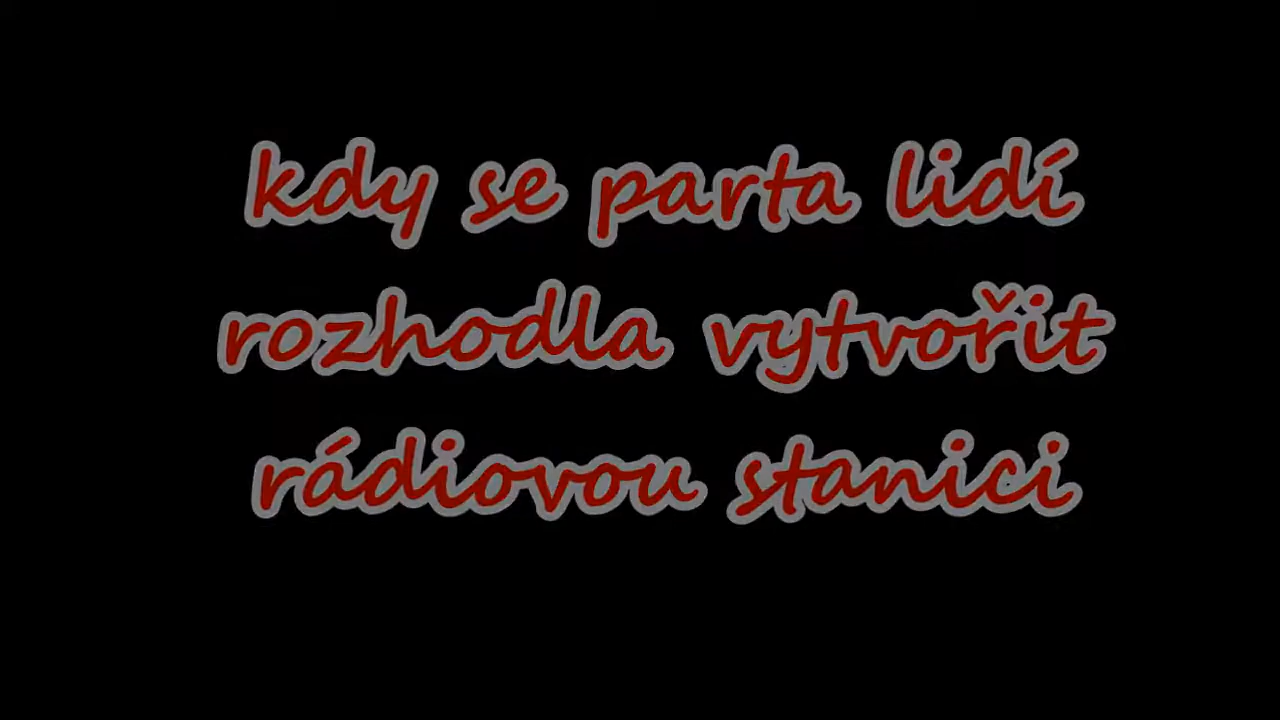 kdy se parta lidí
rozhodla vytvořit
rádiovou stanici